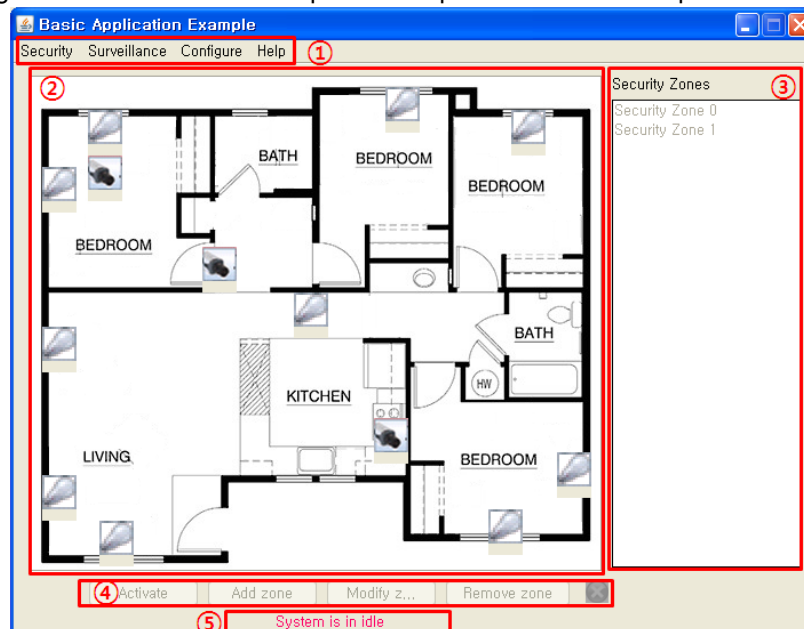 Basic Application Example
Security Surveillance Configure Help ①
②
Security Zones ③
Security Zone 0
Security Zone 1
BATH
BEDROOM
BEDROOM
BEDROOM
BATH
HW
KITCHEN
LIVING
BEDROOM
④ Activate Add zone Modify z... Remove zone
⑤ System is in idle